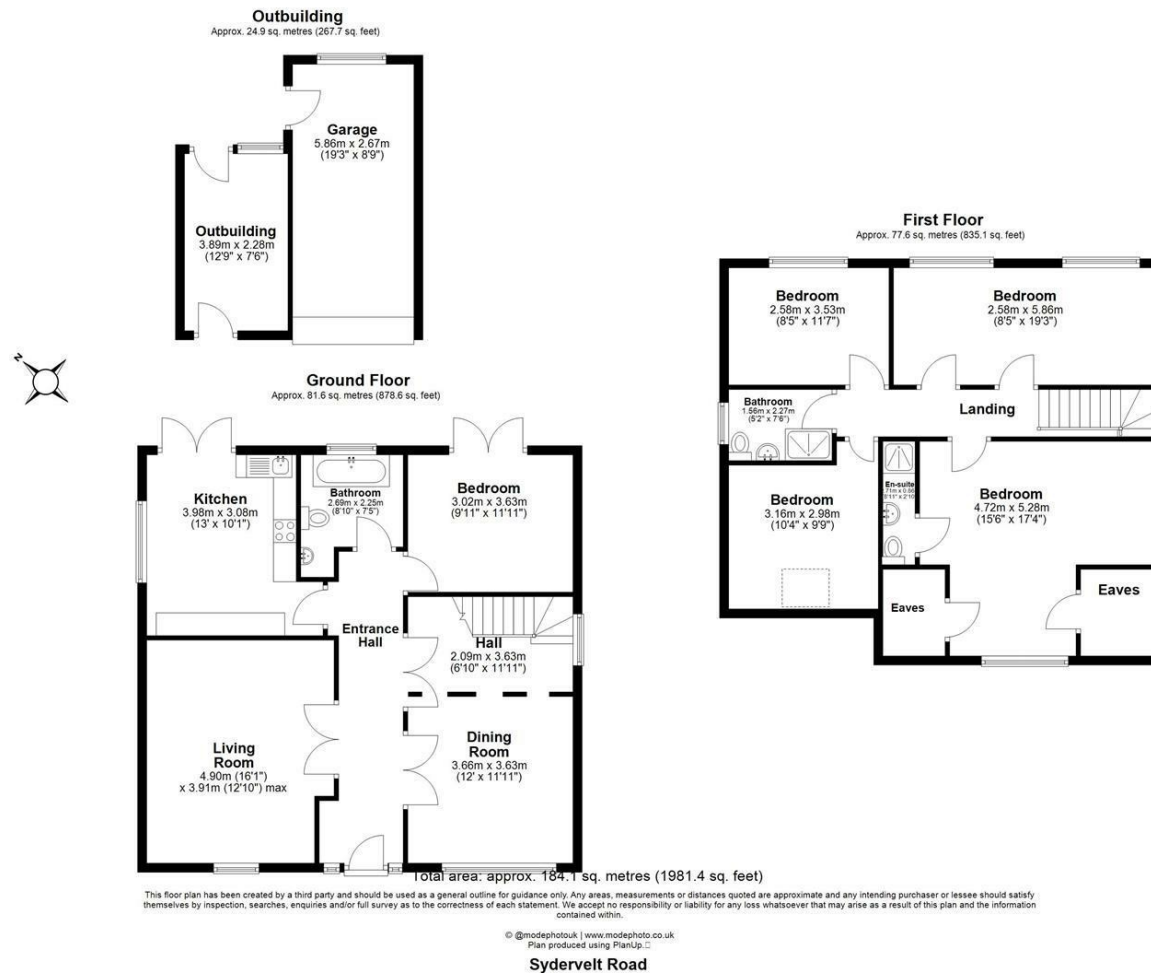 Outbuilding
Approx. 24.9 sq. metres (267.7 sq. feet)
Garage
5.86m x 2.67m
(19'3" x 8'9")
Outbuilding
3.89m x 2.28m
(12'9" x 7'6")
First Floor
Approx. 77.6 sq. metres (835.1 sq. feet)
Bedroom
2.58m x 3.53m
(8'5" x 11'7")
Bedroom
2.58m x 5.86m
(8'5" x 19'3")
Bathroom
1.56m x 2.27m
(5'2" x 7'6")
Landing
Bedroom
3.16m x 2.98m
(10'4" x 9'9")
En-suite
Bedroom
4.72m x 5.28m
(15'6" x 17'4")
Eaves
Eaves
N
Ground Floor
Approx. 81.6 sq. metres (878.6 sq. feet)
Kitchen
3.98m x 3.08m
(13' x 10'1")
Bathroom
2.69m x 2.25m
(8'10" x 7'5")
Bedroom
3.02m x 3.63m
(9'11" x 11'11")
Entrance
Hall
Hall
2.09m x 3.63m
(6'10" x 11'11")
Living
Room
4.90m (16'1")
x 3.91m (12'10") max
Dining
Room
3.66m x 3.63m
(12' x 11'11")
Total area: approx. 184.1 sq. metres (1981.4 sq. feet)
This floor plan has been created by a third party and should be used as a general outline for guidance only. Any areas, measurements or distances quoted are approximate and any intending purchaser or lessee should satisfy
themselves by inspection, searches, enquiries and/or full survey as to the correctness of each statement. We accept no responsibility or liability for any loss whatsoever that may arise as a result of this plan and the information
contained within.
© @modephotouk | www.modephoto.co.uk
Plan produced using PlanUp.
Sydervelt Road